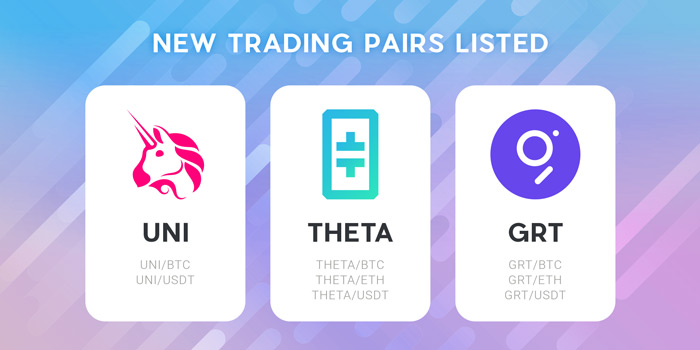 NEW TRADING PAIRS LISTED
UNI
UNI/BTC
UNI/USDT
THETA
THETA/BTC
THETA/ETH
THETA/USDT
GRT
GRT/BTC
GRT/ETH
GRT/USDT